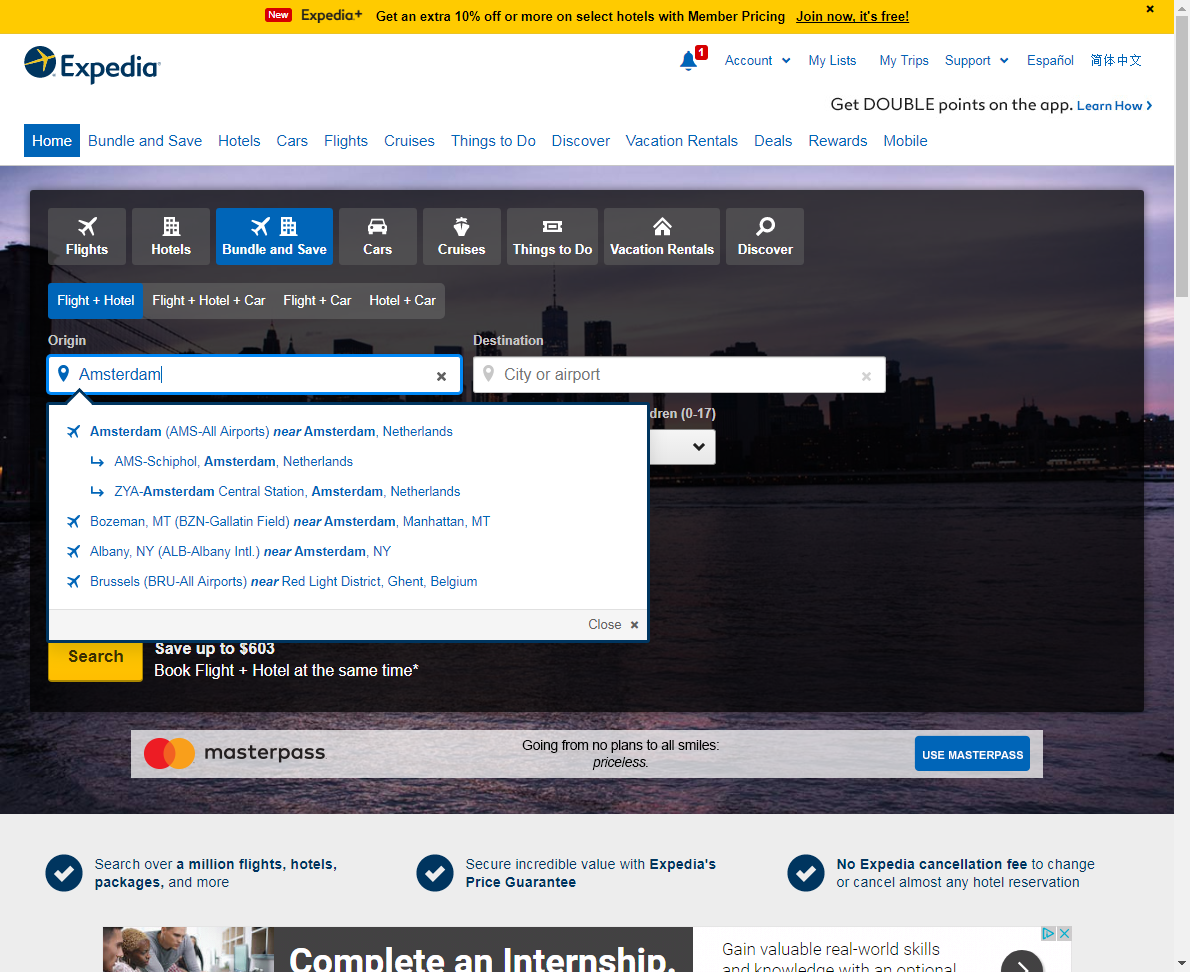 New Expedia+ Get an extra 10% off or more on select hotels with Member Pricing Join now, it's free!
Expedia
1 Account My Lists My Trips Support Español 简体中文
Get DOUBLE points on the app. Learn How
Home Bundle and Save Hotels Cars Flights Cruises Things to Do Discover Vacation Rentals Deals Rewards Mobile
Flights Hotels Bundle and Save Cars Cruises Things to Do Vacation Rentals Discover
Flight + Hotel Flight + Hotel + Car Flight + Car Hotel + Car
Origin Destination
Amsterdam City or airport
dren (0-17)
Amsterdam (AMS-All Airports) near Amsterdam, Netherlands
AMS-Schiphol, Amsterdam, Netherlands
ZYA-Amsterdam Central Station, Amsterdam, Netherlands
Bozeman, MT (BZN-Gallatin Field) near Amsterdam, Manhattan, MT
Albany, NY (ALB-Albany Intl.) near Amsterdam, NY
Brussels (BRU-All Airports) near Red Light District, Ghent, Belgium
Close
Search
Save up to $603
Book Flight + Hotel at the same time*
masterpass
Going from no plans to all smiles:
priceless.
USE MASTERPASS
Search over a million flights, hotels,
packages, and more
Secure incredible value with Expedia's
Price Guarantee
No Expedia cancellation fee to change
or cancel almost any hotel reservation
Complete an Internship.
Gain valuable real-world skills
and knowledge with an optional